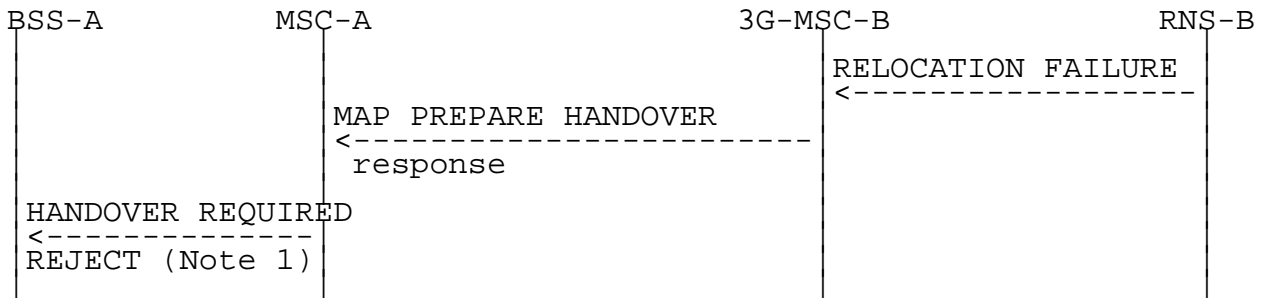 BSS-A MSC-A 3G-MSC-B RNS-B
RELOCATION FAILURE
MAP PREPARE HANDOVER
response
HANDOVER REQUIRED
REJECT (Note 1)